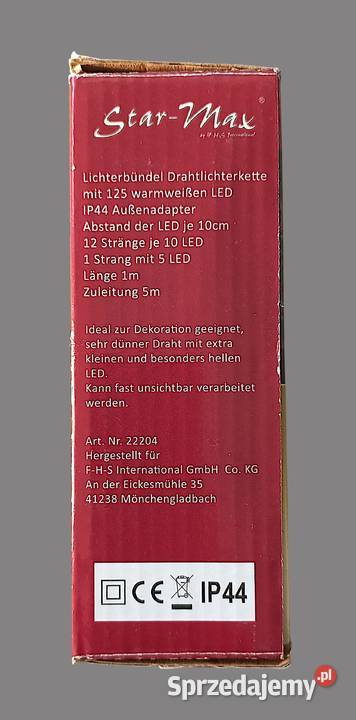 Star-Max ®
by F-H-S International
Lichterbündel Drahtlichterkette
mit 125 warmweißen LED
IP44 Außenadapter
Abstand der LED je 10cm
12 Stränge je 10 LED
1 Strang mit 5 LED
Länge 1m
Zuleitung 5m
Ideal zur Dekoration geeignet,
sehr dünner Draht mit extra
kleinen und besonders hellen
LED.
Kann fast unsichtbar verarbeitet
werden.
Art. Nr. 22204
Hergestellt für
F-H-S International GmbH Co. KG
An der Eickesmühle 35
41238 Mönchengladbach
CE IP44
Sprzedajemy.pl